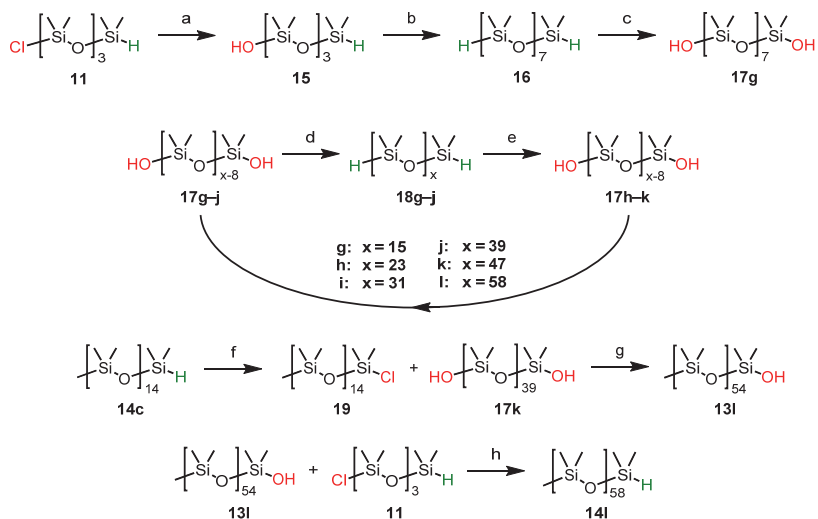 a b c
Cl Si O Si H 3 HO Si O Si H 3 H Si O Si H 7 HO Si O Si OH 7
11 15 16 17g
d e
HO Si O Si OH x-8 H Si O Si H x HO Si O Si OH x-8
17g–j 18g–j 17h–k
g: x = 15 j: x = 39
h: x = 23 k: x = 47
i: x = 31 l: x = 58
f g
Si O Si H 14 Si O Si Cl 14 + HO Si O Si OH 39 Si O Si OH 54
14c 19 17k 13l
h
Si O Si OH 54 + Cl Si O Si H 3 Si O Si H 58
13l 11 14l